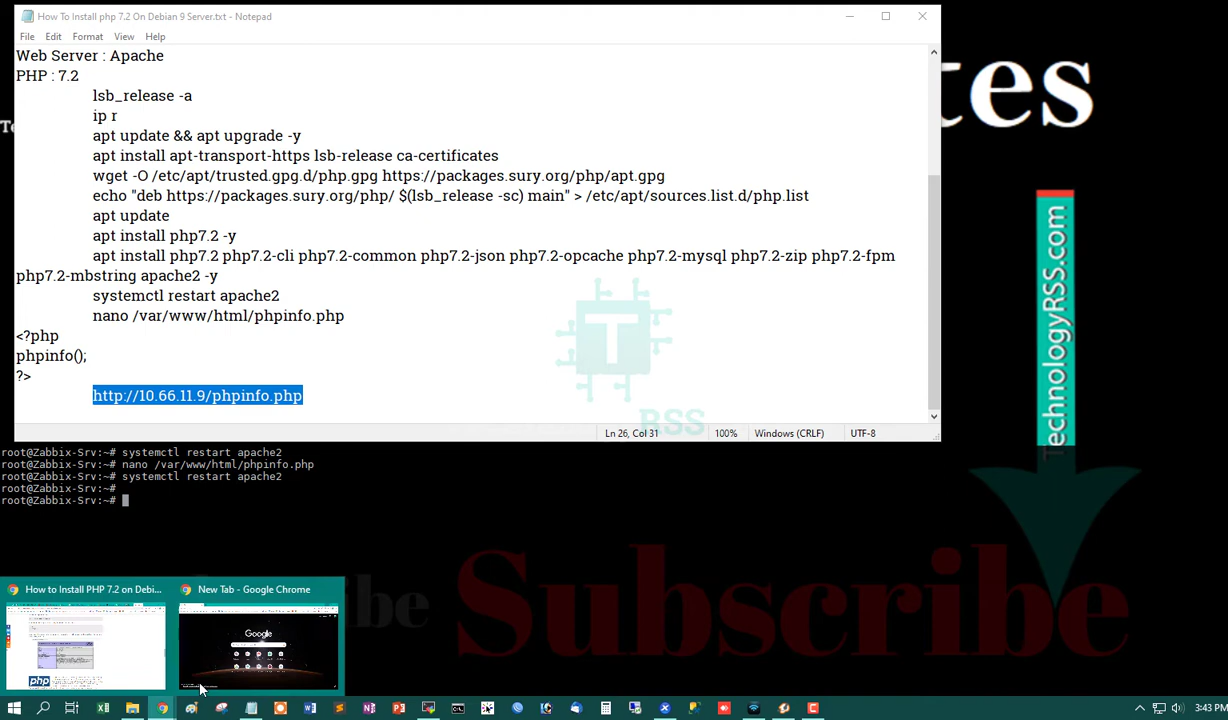 How To Install php 7.2 On Debian 9 Server.txt - Notepad
File Edit Format View Help
Web Server : Apache
PHP : 7.2
lsb_release -a
ip r
apt update && apt upgrade -y
apt install apt-transport-https lsb-release ca-certificates
wget -O /etc/apt/trusted.gpg.d/php.gpg https://packages.sury.org/php/apt.gpg
echo "deb https://packages.sury.org/php/ $(lsb_release -sc) main" > /etc/apt/sources.list.d/php.list
apt update
apt install php7.2 -y
apt install php7.2 php7.2-cli php7.2-common php7.2-json php7.2-opcache php7.2-mysql php7.2-zip php7.2-fpm
php7.2-mbstring apache2 -y
systemctl restart apache2
nano /var/www/html/phpinfo.php
<?php
phpinfo();
?>
http://10.66.11.9/phpinfo.php
T
RSS
Ln 26, Col 31 100% Windows (CRLF) UTF-8
tes
Te
TechnologyRSS.com
root@Zabbix-Srv:~# systemctl restart apache2
root@Zabbix-Srv:~# nano /var/www/html/phpinfo.php
root@Zabbix-Srv:~# systemctl restart apache2
root@Zabbix-Srv:~#
root@Zabbix-Srv:~#
be Subscribe
How to Install PHP 7.2 on Debi... New Tab - Google Chrome
Google
php
3:43 PM